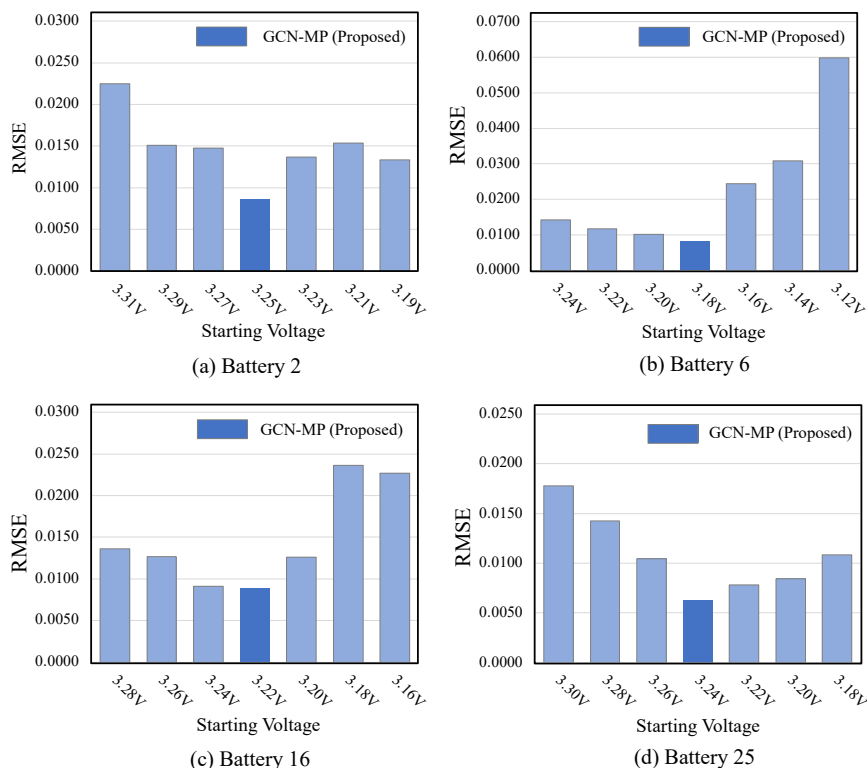 0.0300
0.0250
0.0200
0.0150
0.0100
0.0050
0.0000
RMSE
GCN-MP (Proposed)
3.31V 3.29V 3.27V 3.25V 3.23V 3.21V 3.19V
Starting Voltage
(a) Battery 2
0.0700
0.0600
0.0500
0.0400
0.0300
0.0200
0.0100
0.0000
RMSE
GCN-MP (Proposed)
3.24V 3.22V 3.20V 3.18V 3.16V 3.14V 3.12V
Starting Voltage
(b) Battery 6
0.0300
0.0250
0.0200
0.0150
0.0100
0.0050
0.0000
RMSE
GCN-MP (Proposed)
3.28V 3.26V 3.24V 3.22V 3.20V 3.18V 3.16V
Starting Voltage
(c) Battery 16
0.0250
0.0200
0.0150
0.0100
0.0050
0.0000
RMSE
GCN-MP (Proposed)
3.30V 3.28V 3.26V 3.24V 3.22V 3.20V 3.18V
Starting Voltage
(d) Battery 25